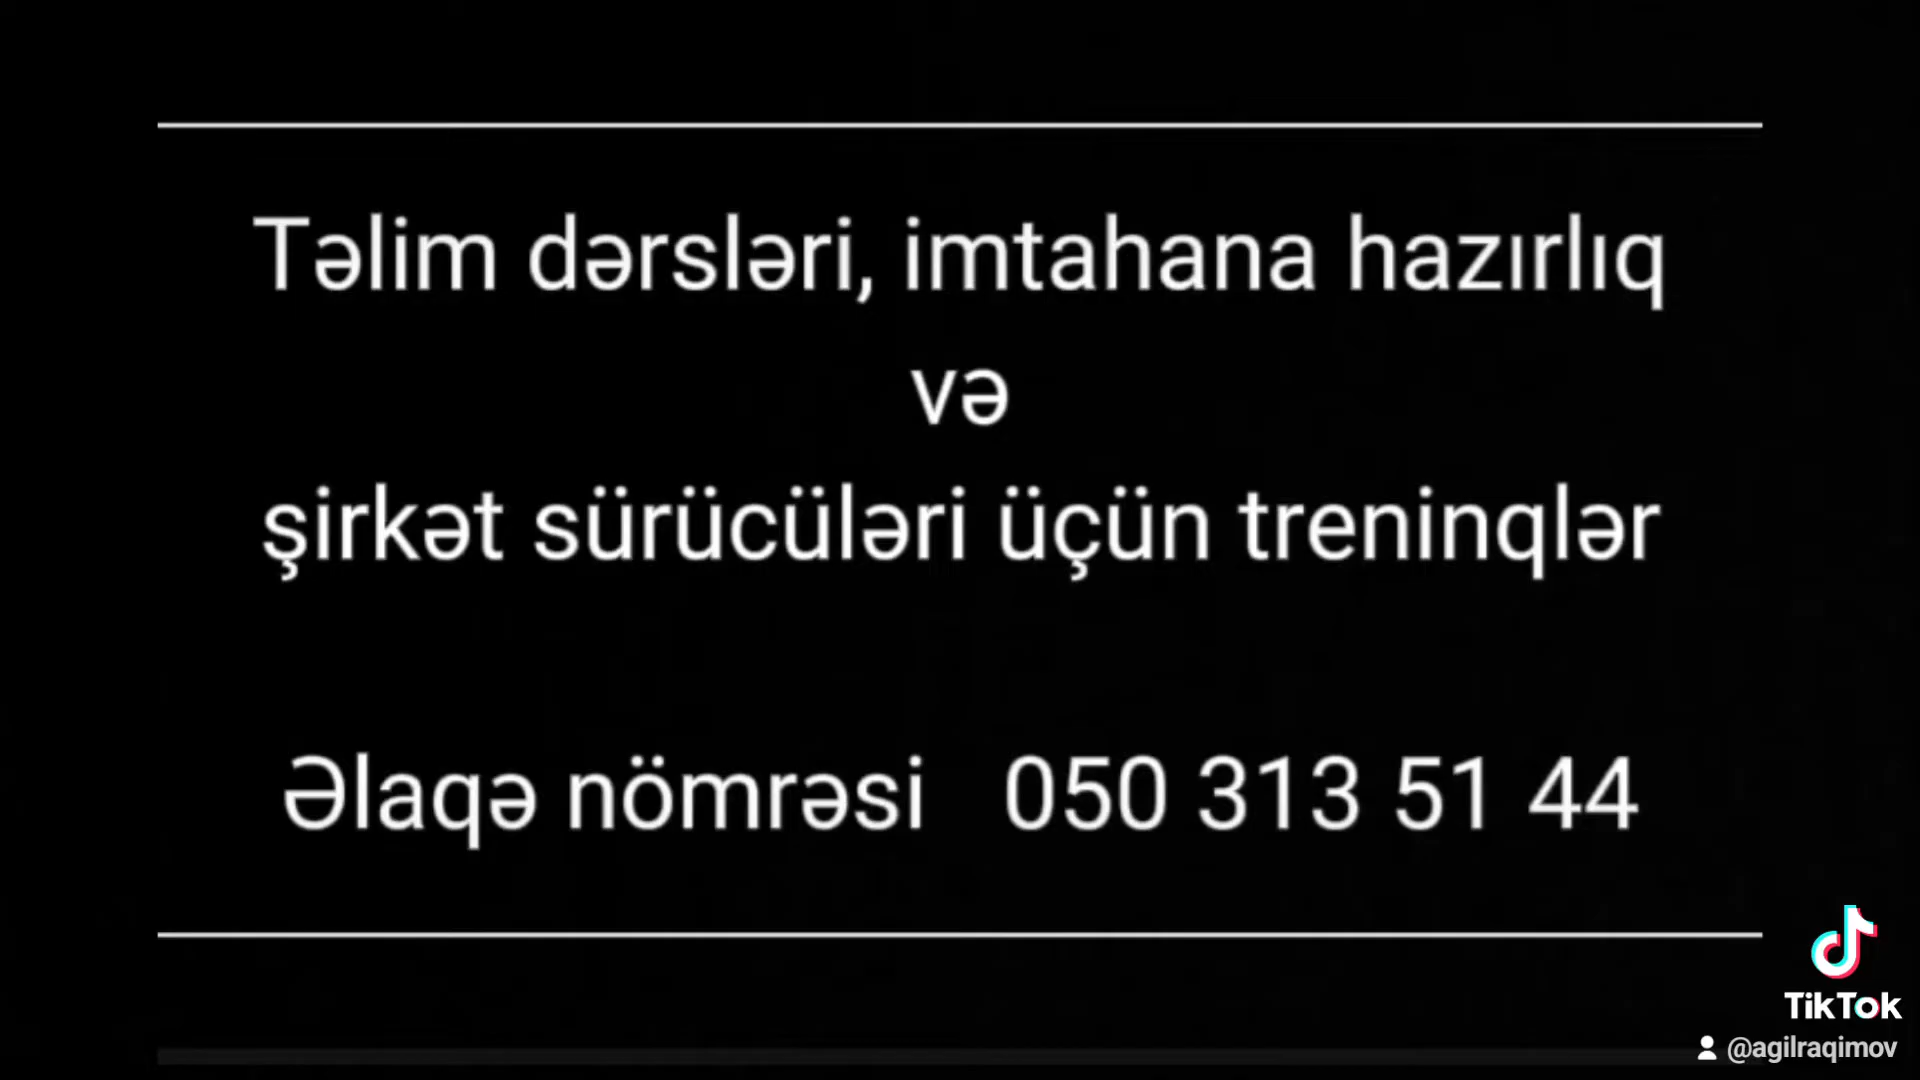 Təlim dərsləri, imtahana hazırlıq
və
şirkət sürücüləri üçün treninqlər
Əlaqə nömrəsi 050 313 51 44
TikTok
@agilraqimov